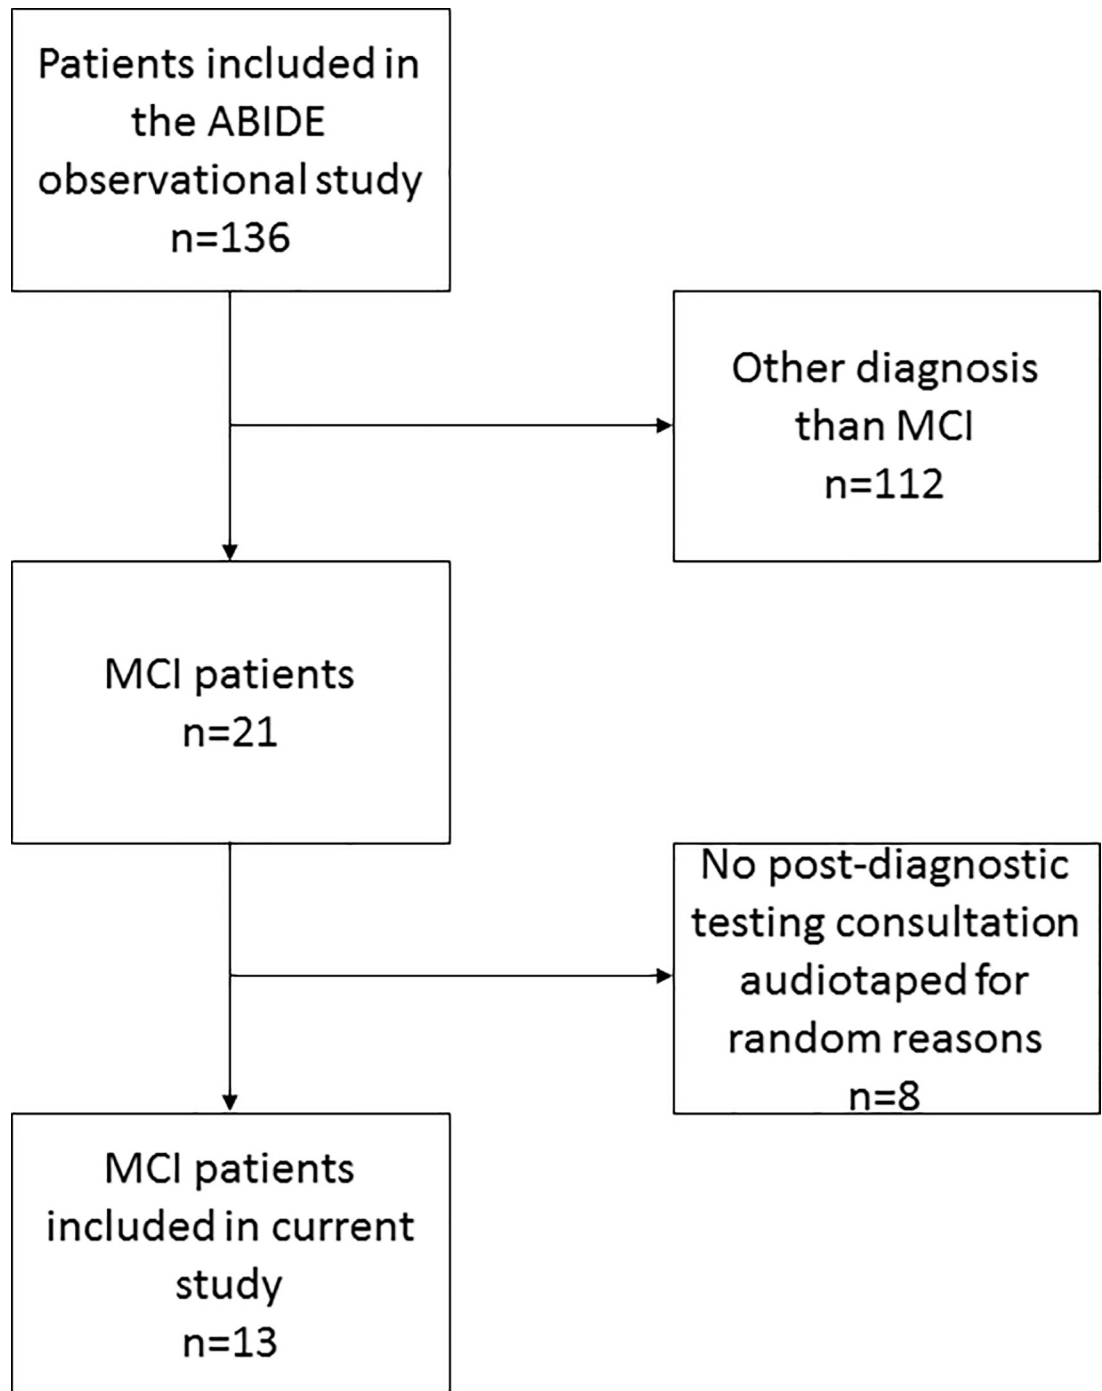 Patients included in
the ABIDE
observational study
n=136
Other diagnosis
than MCI
n=112
MCI patients
n=21
No post-diagnostic
testing consultation
audiotaped for
random reasons
n=8
MCI patients
included in current
study
n=13